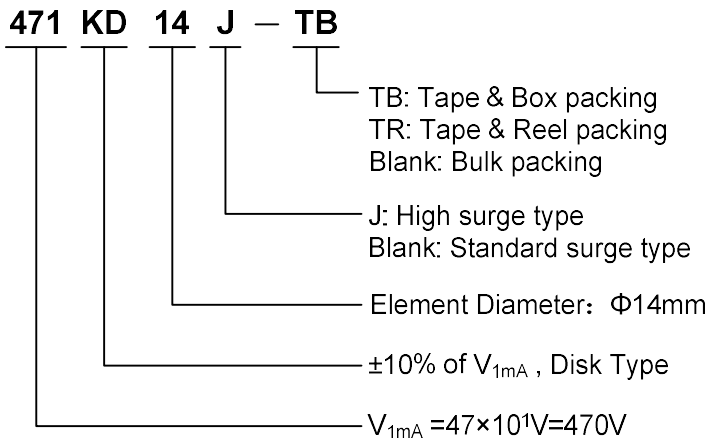 471 KD 14 J — TB
TB: Tape & Box packing
TR: Tape & Reel packing
Blank: Bulk packing
J: High surge type
Blank: Standard surge type
Element Diameter：Φ14mm
±10% of V₁ₘₐ , Disk Type
V₁ₘₐ =47×10¹V=470V